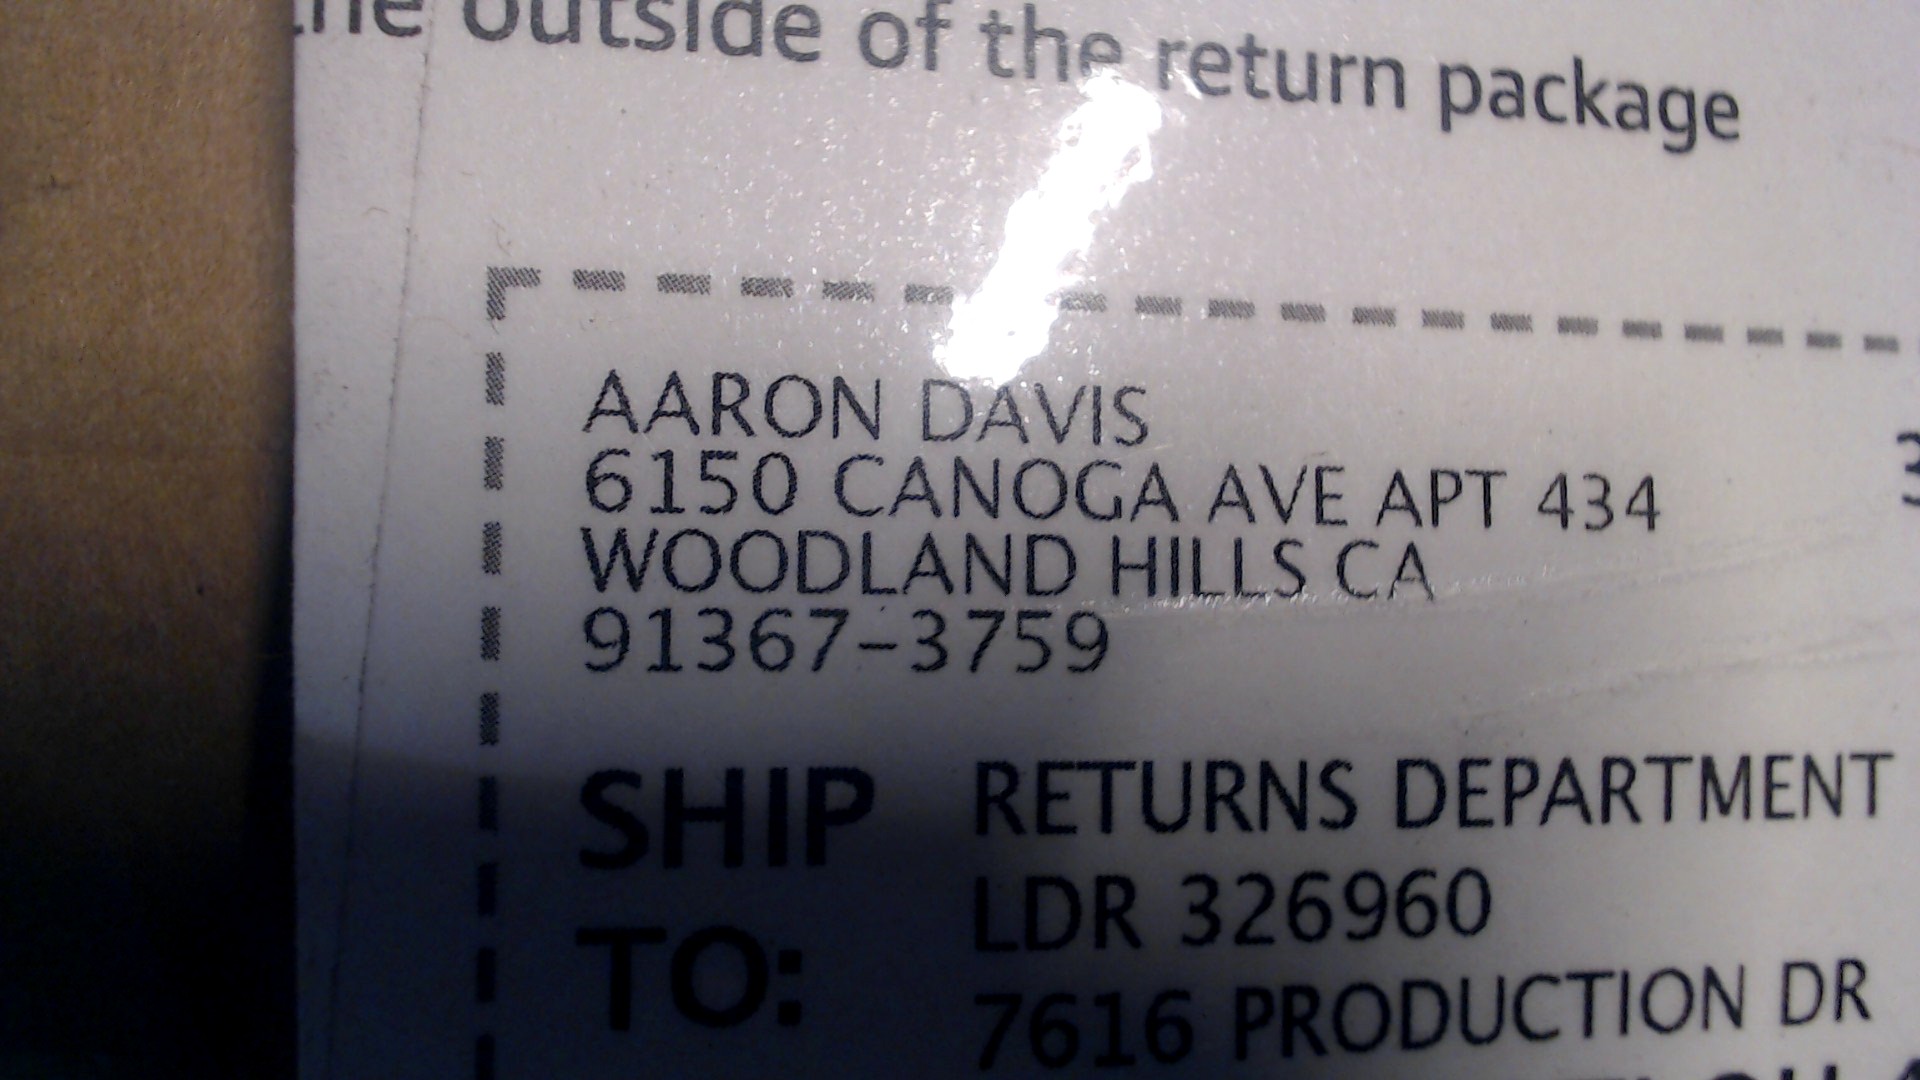 the outside of the return package
AARON DAVIS
6150 CANOGA AVE APT 434
WOODLAND HILLS CA
91367-3759
SHIP TO:
RETURNS DEPARTMENT
LDR 326960
7616 PRODUCTION DR